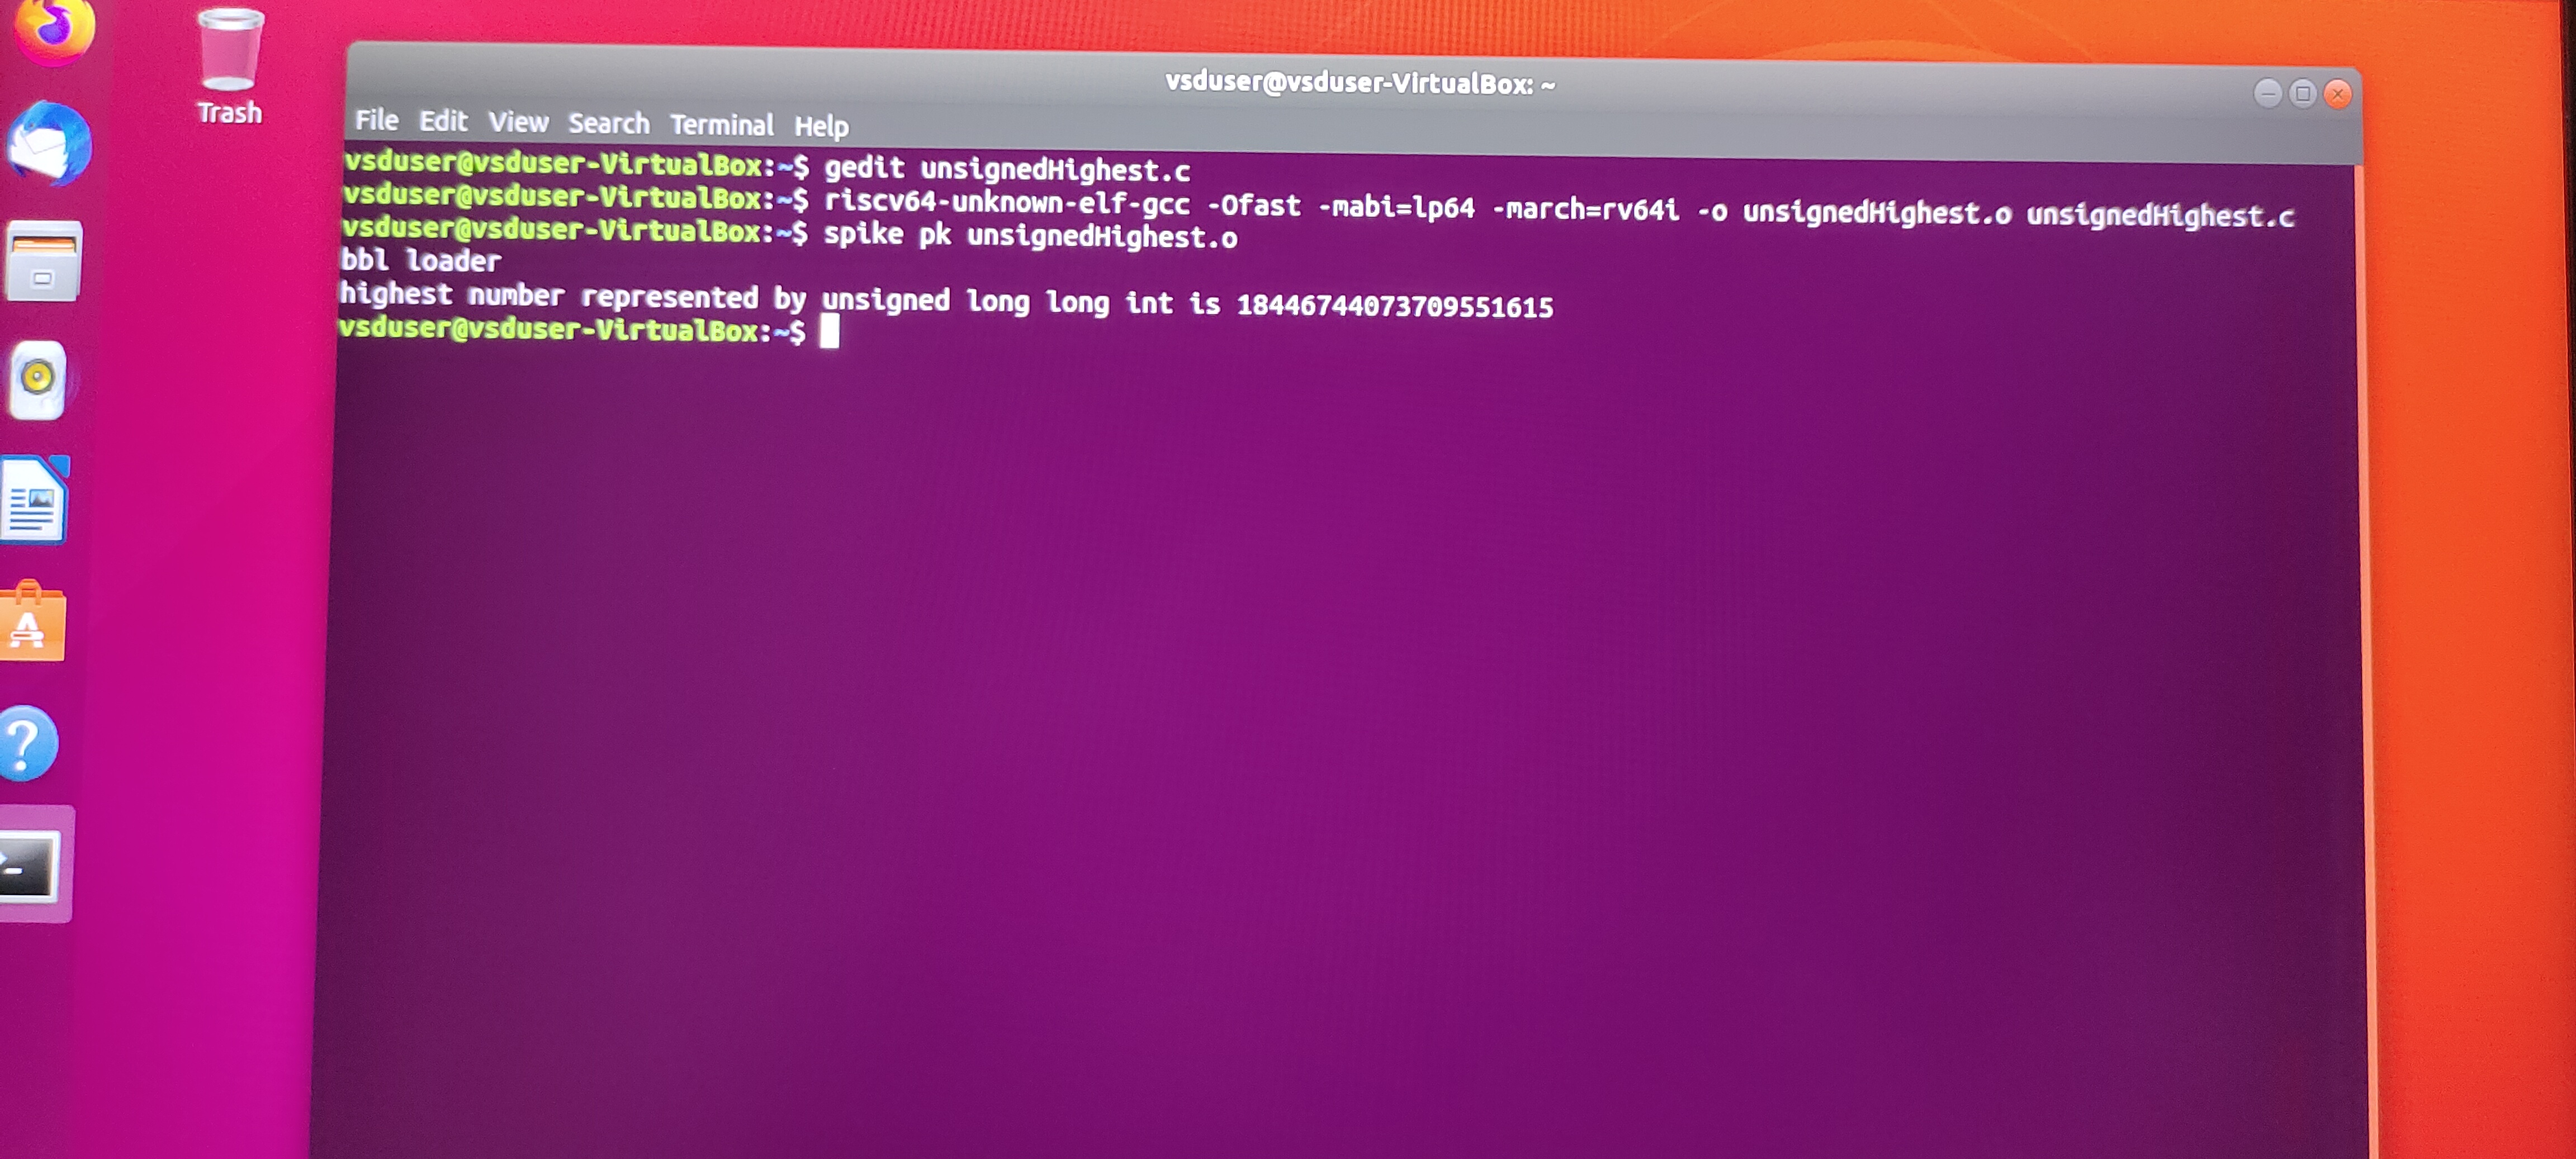 Trash
vsduser@vsduser-VirtualBox: ~
File Edit View Search Terminal Help
vsduser@vsduser-VirtualBox:~$ gedit unsignedHighest.c
vsduser@vsduser-VirtualBox:~$ riscv64-unknown-elf-gcc -Ofast -mabi=lp64 -march=rv64i -o unsignedHighest.o unsignedHighest.c
vsduser@vsduser-VirtualBox:~$ spike pk unsignedHighest.o
bbl loader
highest number represented by unsigned long long int is 18446744073709551615
vsduser@vsduser-VirtualBox:~$